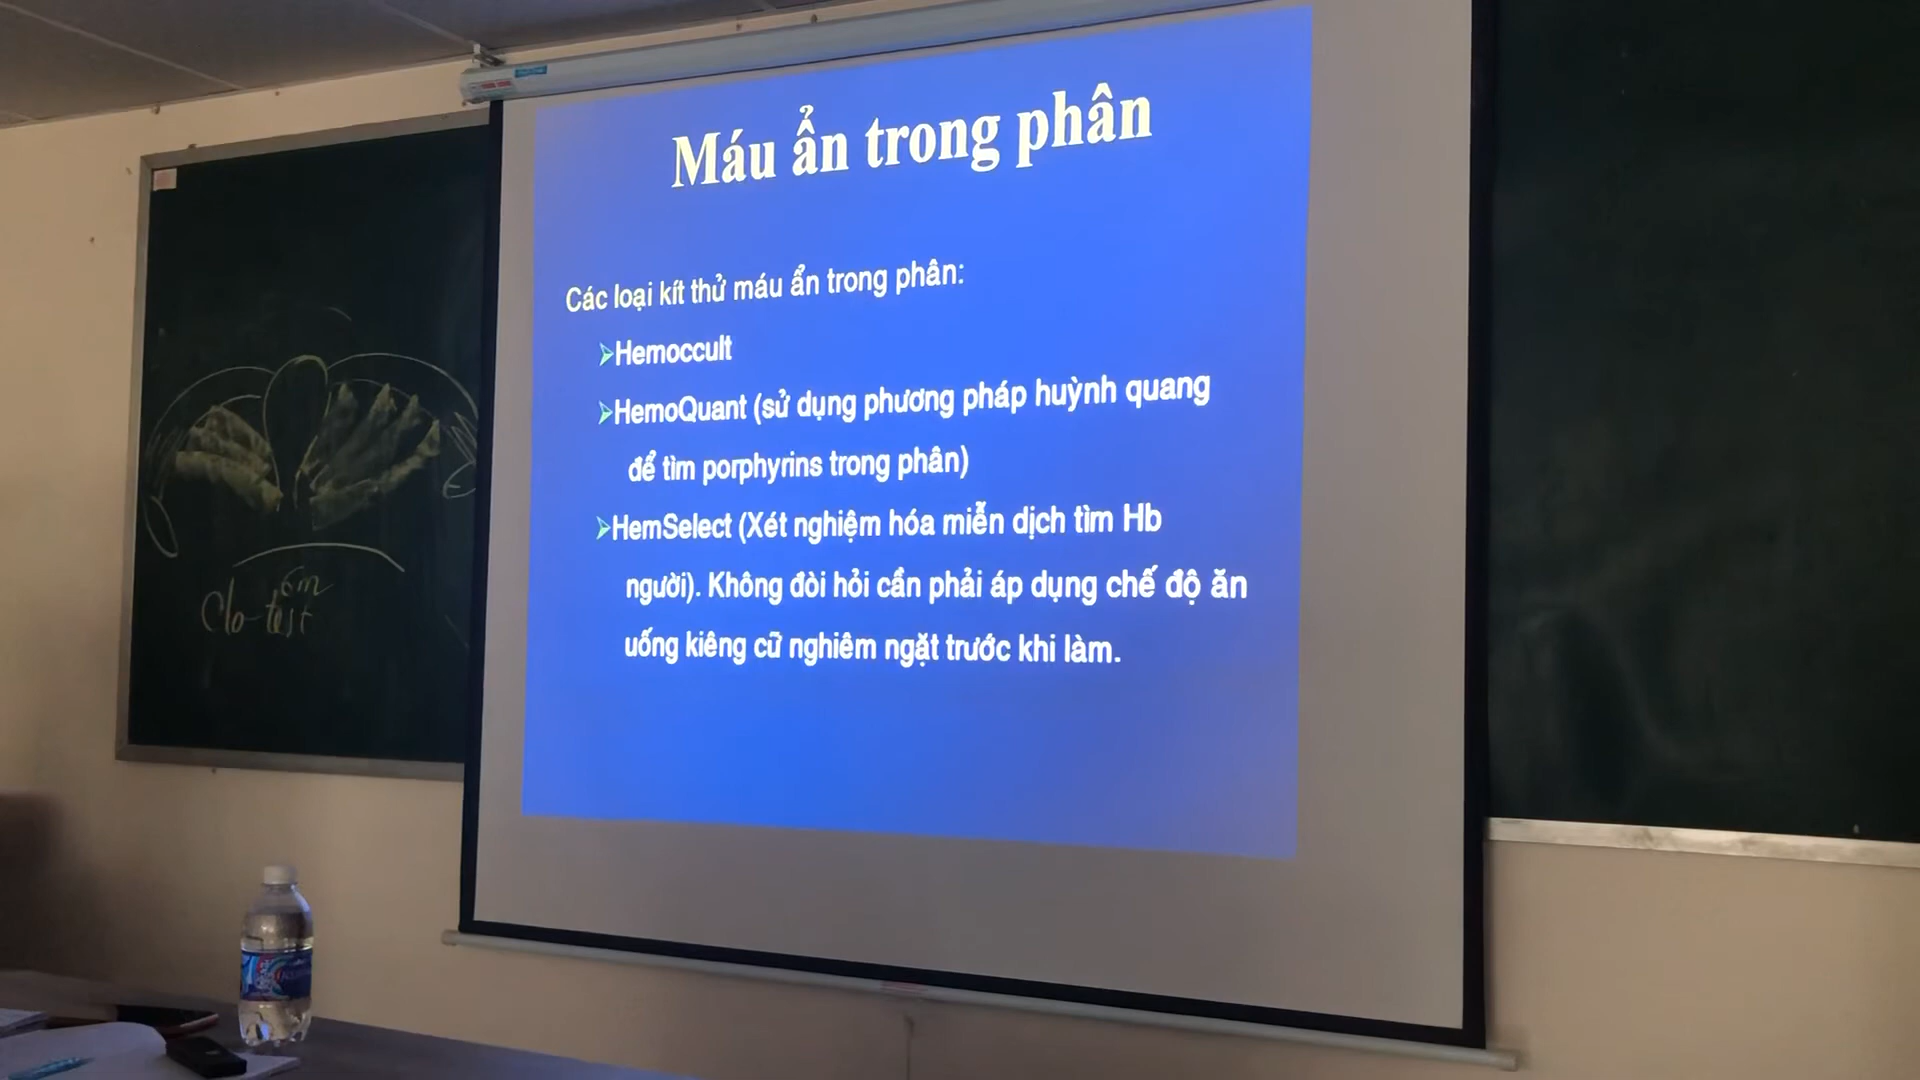 Máu ẩn trong phân
Các loại kít thử máu ẩn trong phân:
➢Hemoccult
➢HemoQuant (sử dụng phương pháp huỳnh quang
để tìm porphyrins trong phân)
➢HemSelect (Xét nghiệm hóa miễn dịch tìm Hb
người). Không đòi hỏi cần phải áp dụng chế độ ăn
uống kiêng cữ nghiêm ngặt trước khi làm.
Clo-test